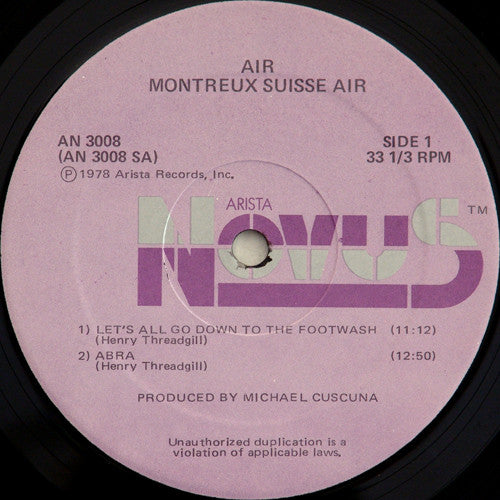 AIR
MONTREUX SUISSE AIR
AN 3008
(AN 3008 SA)
Ⓟ 1978 Arista Records, Inc.
SIDE 1
33 1/3 RPM
ARISTA
NOVUS™
1) LET'S ALL GO DOWN TO THE FOOTWASH (11:12)
(Henry Threadgill)
2) ABRA (12:50)
(Henry Threadgill)
PRODUCED BY MICHAEL CUSCUNA
Unauthorized duplication is a
violation of applicable laws.